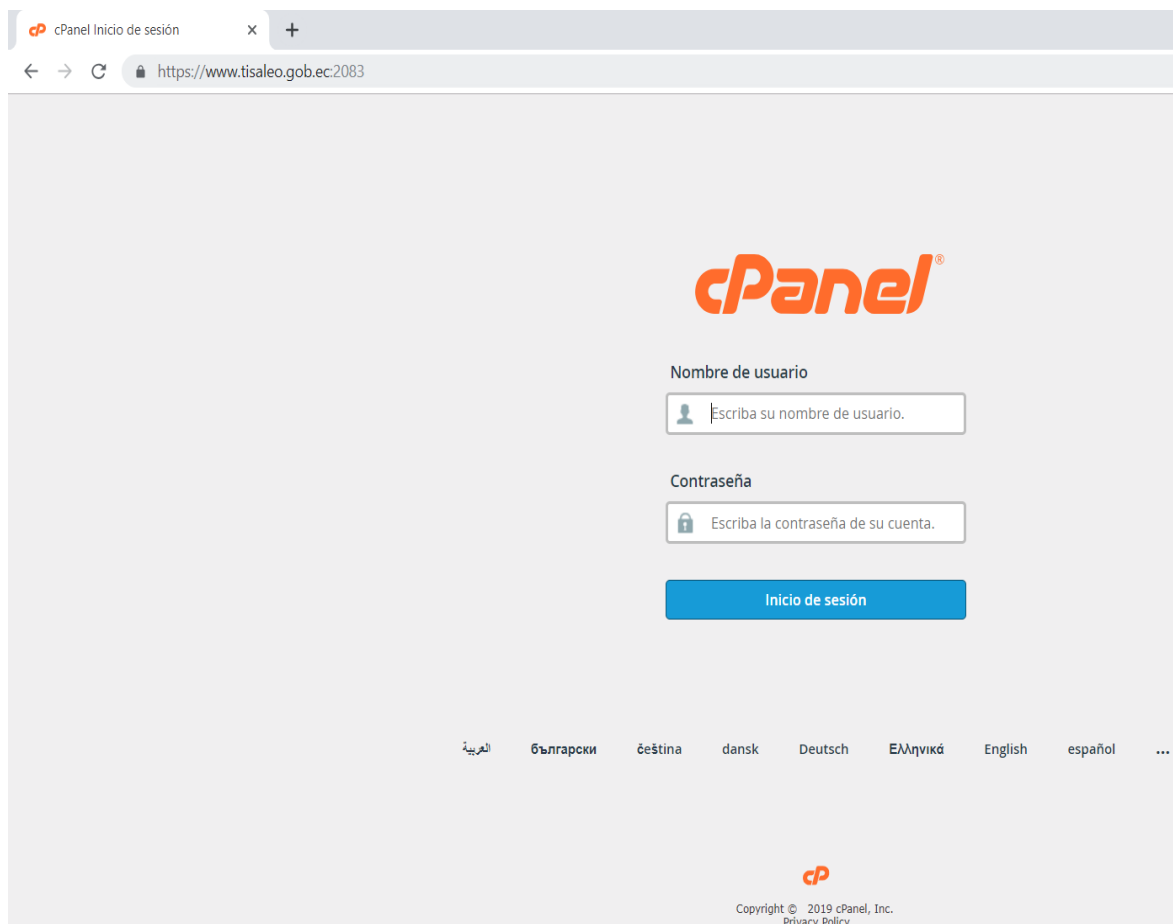 cPanel Inicio de sesión
https://www.tisaleo.gob.ec:2083
cPanel®
Nombre de usuario
Escriba su nombre de usuario.
Contraseña
Escriba la contraseña de su cuenta.
Inicio de sesión
العربية български čeština dansk Deutsch Ελληνικά English español ...
cP
Copyright © 2019 cPanel, Inc.
Privacy Policy